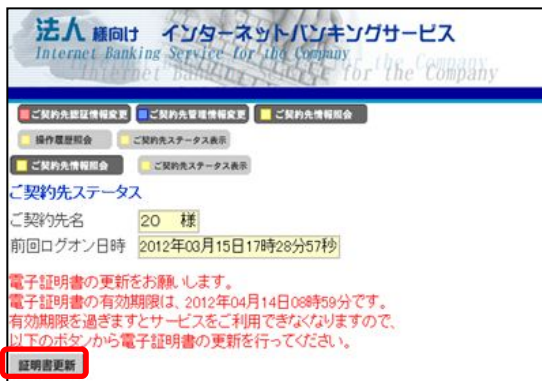 法人 様向け インターネットバンキングサービス
Internet Banking Service for the Company
Internet Banking Service for the Company
ご契約先認証情報変更 ご契約先管理情報変更 ご契約先情報照会
操作履歴照会 ご契約先ステータス表示
ご契約先情報照会 ご契約先ステータス表示
ご契約先ステータス
ご契約先名 20 様
前回ログオン日時 2012年03月15日17時28分57秒
電子証明書の更新をお願いします。
電子証明書の有効期限は、2012年04月14日08時59分です。
有効期限を過ぎますとサービスをご利用できなくなりますので、
以下のボタンから電子証明書の更新を行ってください。
証明書更新